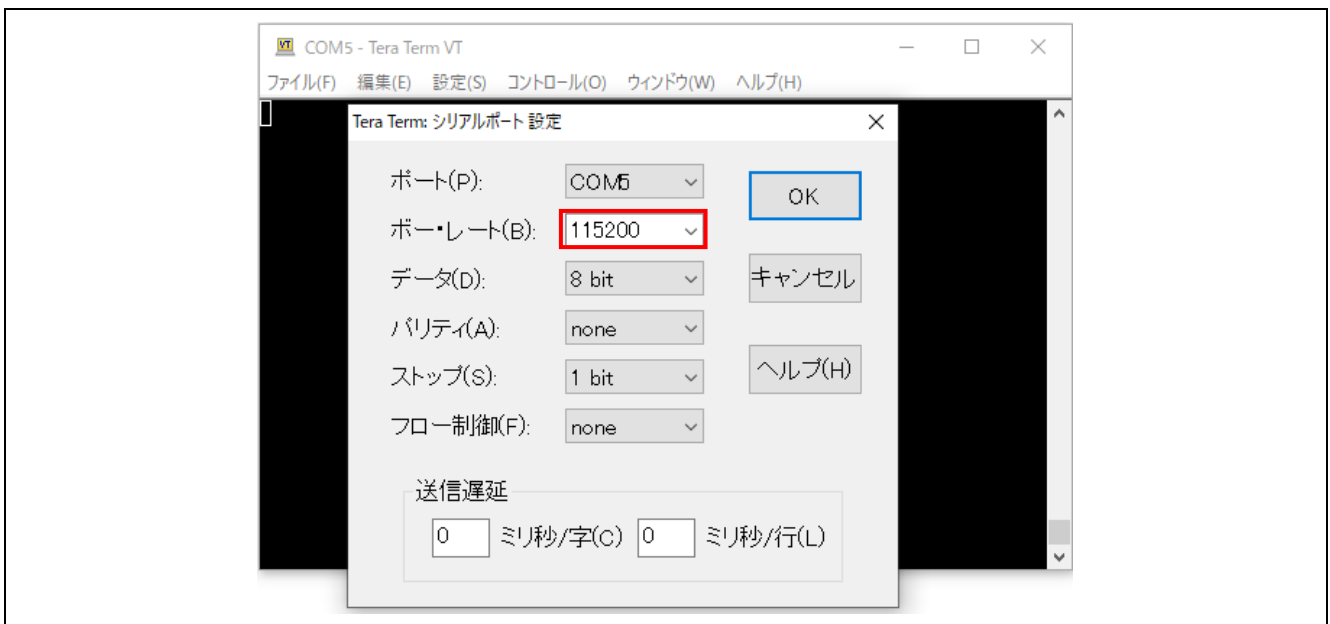 COM5 - Tera Term VT
ファイル(F) 編集(E) 設定(S) コントロール(O) ウィンドウ(W) ヘルプ(H)
Tera Term: シリアルポート 設定
ポート(P): COM5
OK
ボー・レート(B): 115200
データ(D): 8 bit
キャンセル
パリティ(A): none
ストップ(S): 1 bit
ヘルプ(H)
フロー制御(F): none
送信遅延
0 ミリ秒/字(C) 0 ミリ秒/行(L)